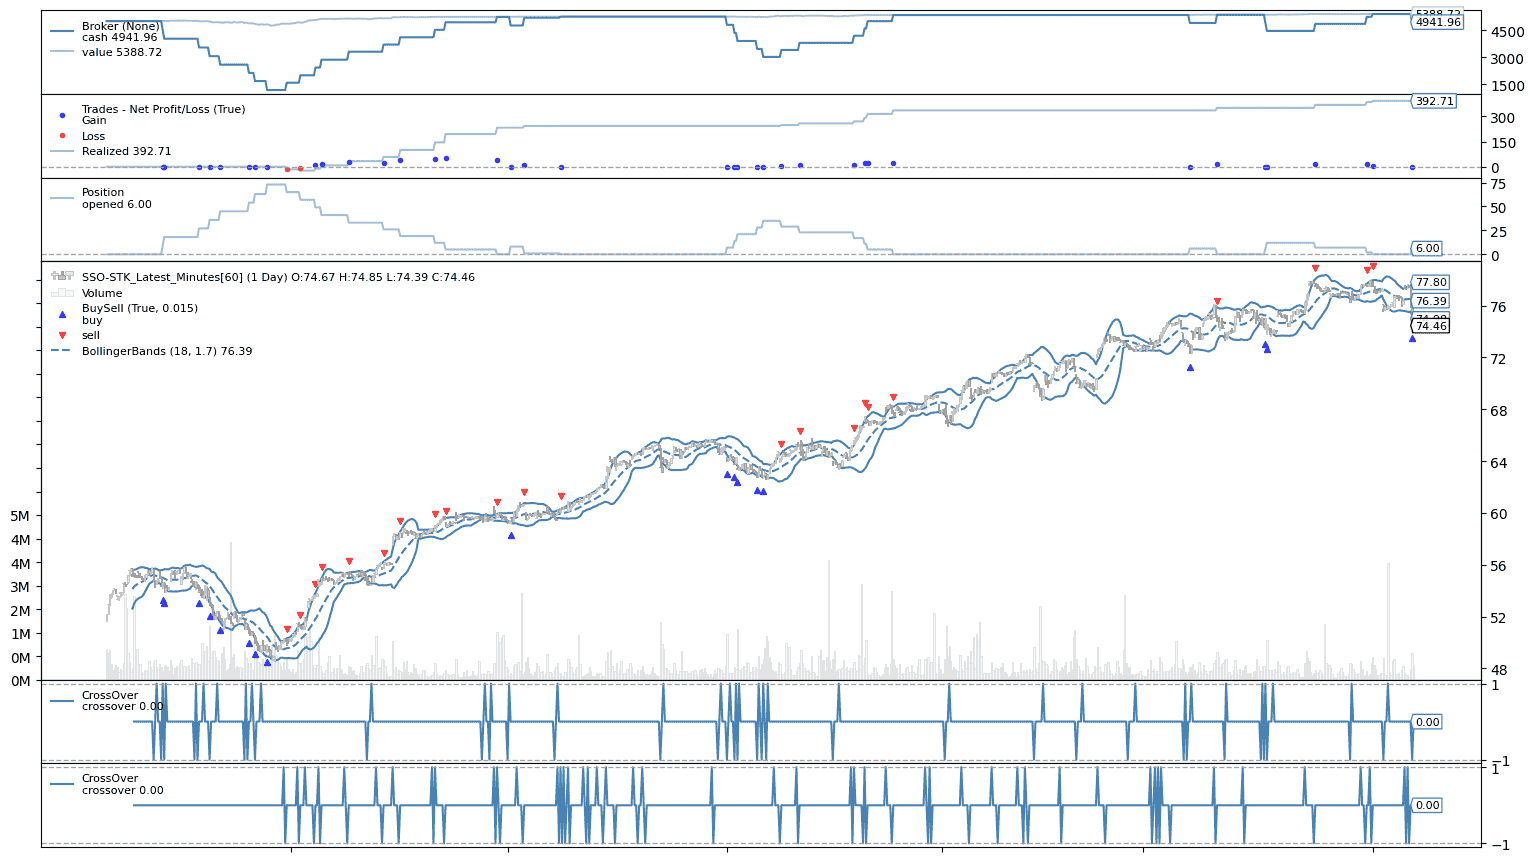 Broker (None)
cash 4941.96
value 5388.72
5388.72
4941.96
4500
3000
1500
Trades - Net Profit/Loss (True)
Gain
Loss
Realized 392.71
392.71
300
150
0
Position
opened 6.00
75
50
25
6.00
0
SSO-STK_Latest_Minutes[60] (1 Day) O:74.67 H:74.85 L:74.39 C:74.46
Volume
BuySell (True, 0.015)
buy
sell
BollingerBands (18, 1.7) 76.39
77.80
76.39
74.46
76
72
68
64
60
56
52
48
5M
4M
4M
3M
2M
1M
0M
0M
CrossOver
crossover 0.00
1
0.00
−1
CrossOver
crossover 0.00
1
0.00
−1